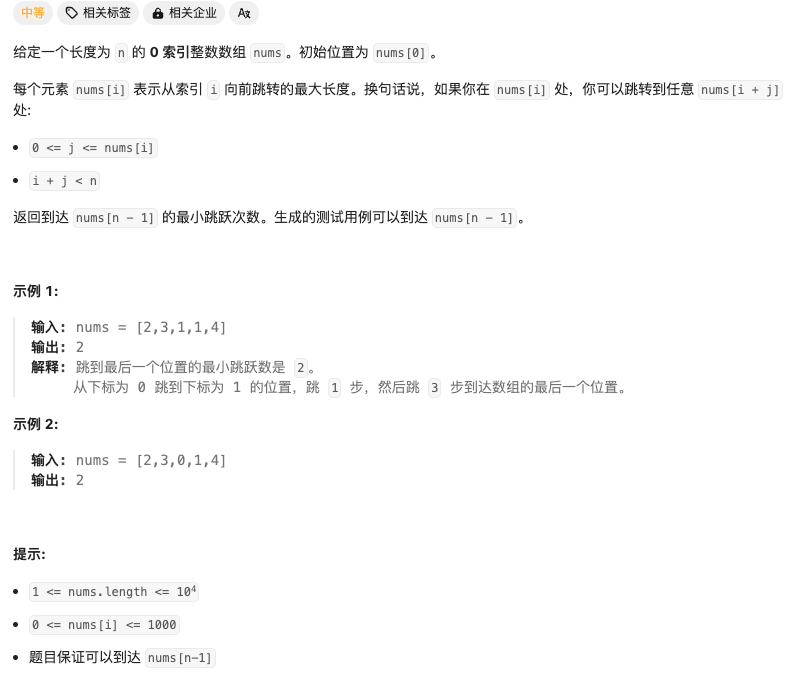 中等 相关标签 相关企业 Aх
给定一个长度为 n 的 0 索引整数数组 nums。初始位置为 nums[0]。
每个元素 nums[i] 表示从索引 i 向前跳转的最大长度。换句话说，如果你在 nums[i] 处，你可以跳转到任意 nums[i + j]
处:
• 0 <= j <= nums[i]
• i + j < n
返回到达 nums[n - 1] 的最小跳跃次数。生成的测试用例可以到达 nums[n - 1]。
示例 1:
输入: nums = [2,3,1,1,4]
输出: 2
解释: 跳到最后一个位置的最小跳跃数是 2。
从下标为 0 跳到下标为 1 的位置，跳 1 步，然后跳 3 步到达数组的最后一个位置。
示例 2:
输入: nums = [2,3,0,1,4]
输出: 2
提示:
• 1 <= nums.length <= 10⁴
• 0 <= nums[i] <= 1000
• 题目保证可以到达 nums[n-1]